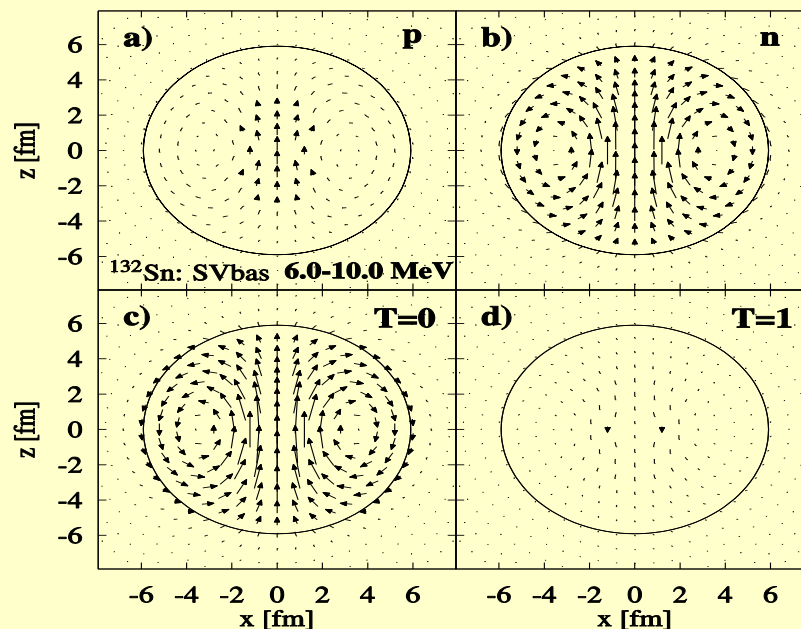 a) p
b) n
6
4
2
0
-2
-4
-6
z [fm]
¹³²Sn: SVbas 6.0-10.0 MeV
c) T=0
d) T=1
6
4
2
0
-2
-4
-6
z [fm]
-6 -4 -2 0 2 4 6
-6 -4 -2 0 2 4 6
x [fm]
x [fm]